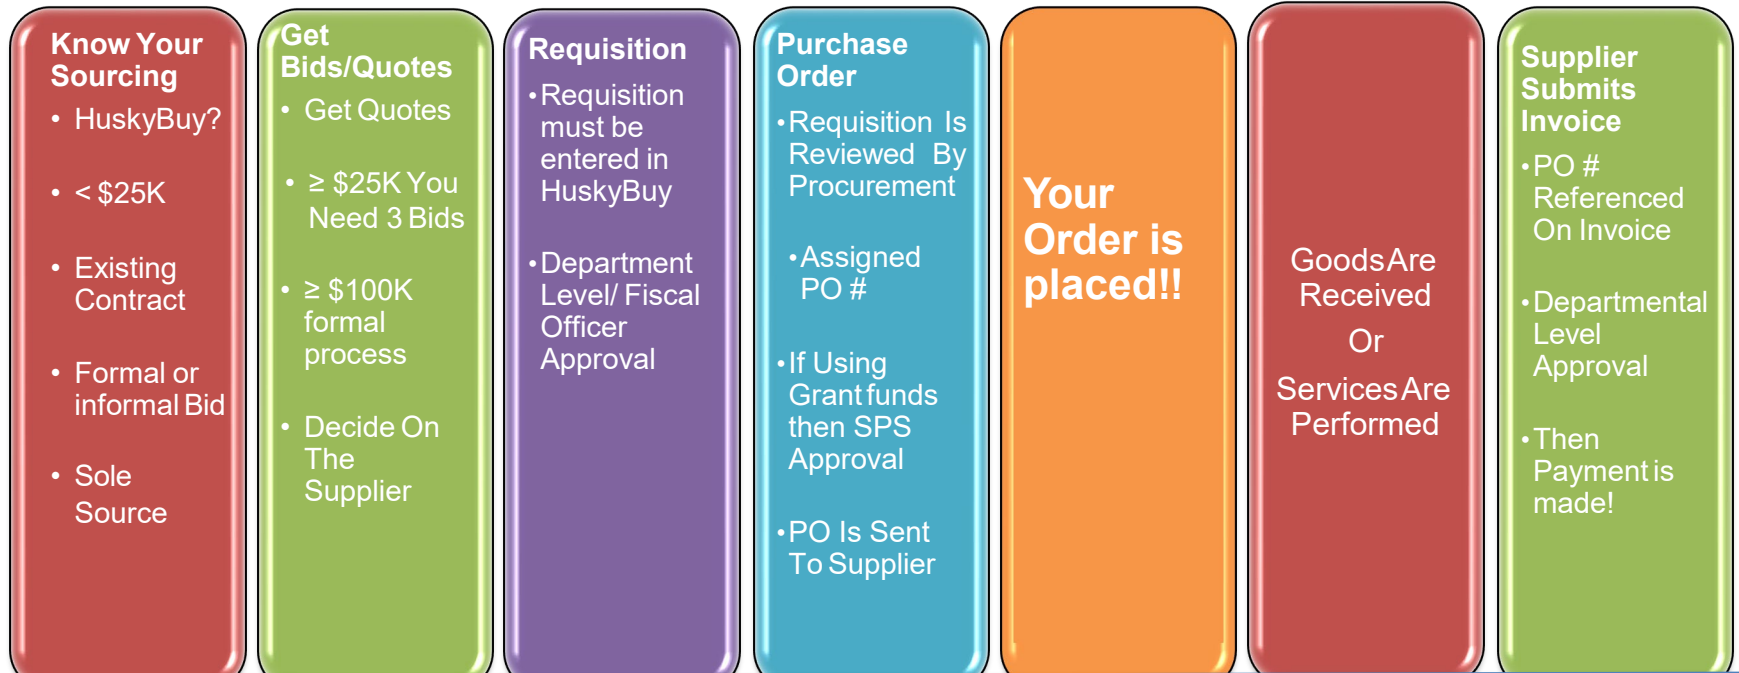 Know Your
Sourcing
• HuskyBuy?
• < $25K
• Existing
Contract
• Formal or
informal Bid
• Sole
Source
Get
Bids/Quotes
• Get Quotes
• ≥ $25K You
Need 3 Bids
• ≥ $100K
formal
process
• Decide On
The
Supplier
Requisition
• Requisition
must be
entered in
HuskyBuy
• Department
Level/ Fiscal
Officer
Approval
Purchase
Order
• Requisition Is
Reviewed By
Procurement
• Assigned
PO #
• If Using
Grant funds
then SPS
Approval
• PO Is Sent
To Supplier
Your
Order is
placed!!
Goods Are
Received
Or
Services Are
Performed
Supplier
Submits
Invoice
• PO #
Referenced
On Invoice
• Departmental
Level
Approval
• Then
Payment is
made!